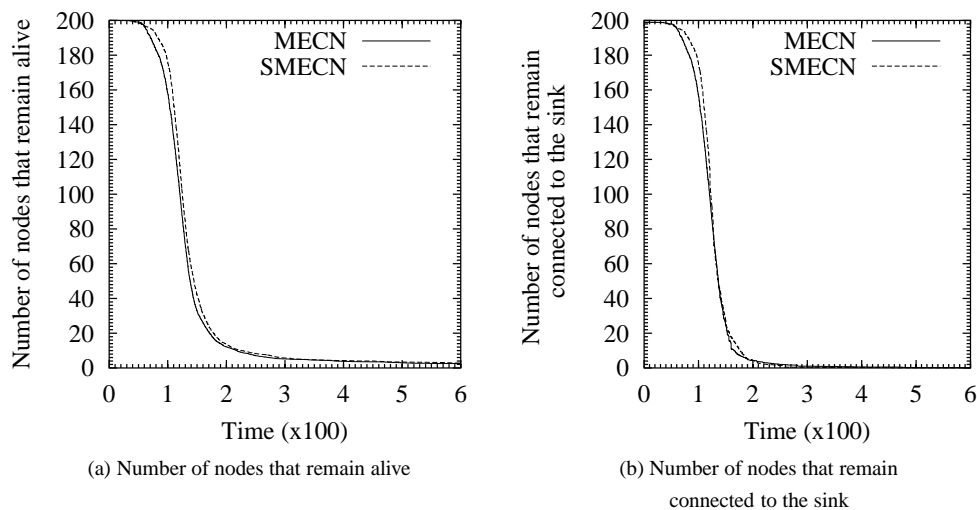 Number of nodes that remain alive
200
180
160
140
120
100
80
60
40
20
0
MECN
SMECN
0 1 2 3 4 5 6
Time (x100)
(a) Number of nodes that remain alive
Number of nodes that remain
connected to the sink
200
180
160
140
120
100
80
60
40
20
0
MECN
SMECN
0 1 2 3 4 5 6
Time (x100)
(b) Number of nodes that remain
connected to the sink